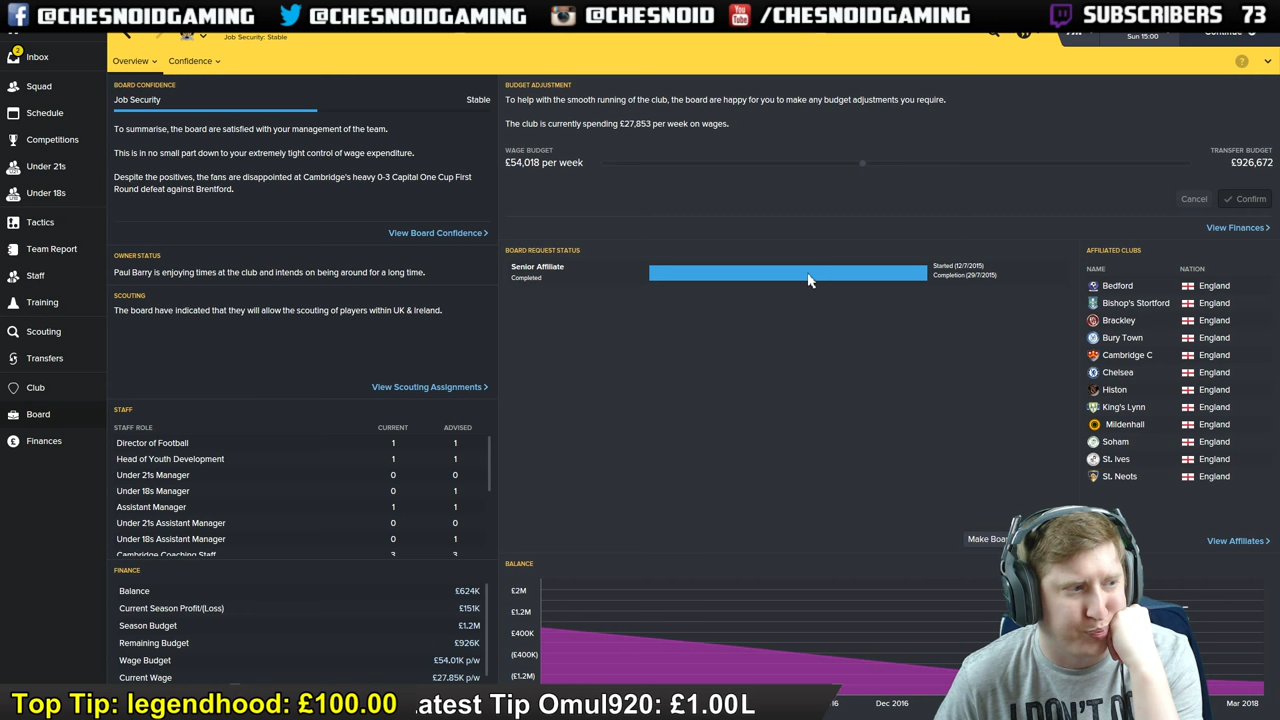 @CHESNOIDGAMING @CHESNOIDGAMING @CHESNOID /CHESNOIDGAMING SUBSCRIBERS 73
Job Security: Stable
Sun 15:00
2
Inbox
Squad
Schedule
Competitions
Under 21s
Under 18s
Tactics
Team Report
Staff
Training
Scouting
Transfers
Club
Board
Finances
Overview
Confidence
BOARD CONFIDENCE
Job Security Stable
To summarise, the board are satisfied with your management of the team.
This is in no small part down to your extremely tight control of wage expenditure.
Despite the positives, the fans are disappointed at Cambridge's heavy 0-3 Capital One Cup First
Round defeat against Brentford.
View Board Confidence >
OWNER STATUS
Paul Barry is enjoying times at the club and intends on being around for a long time.
SCOUTING
The board have indicated that they will allow the scouting of players within UK & Ireland.
View Scouting Assignments >
STAFF
STAFF ROLE CURRENT ADVISED
Director of Football 1 1
Head of Youth Development 1 1
Under 21s Manager 0 0
Under 18s Manager 0 1
Assistant Manager 1 1
Under 21s Assistant Manager 0 0
Under 18s Assistant Manager 0 1
Cambridge Coaching Staff 3 3
FINANCE
Balance £624K
Current Season Profit/(Loss) £151K
Season Budget £1.2M
Remaining Budget £926K
Wage Budget £54.01K p/w
Current Wage £27.85K p/w
BUDGET ADJUSTMENT
To help with the smooth running of the club, the board are happy for you to make any budget adjustments you require.
The club is currently spending £27,853 per week on wages.
WAGE BUDGET TRANSFER BUDGET
£54,018 per week £926,672
Cancel Confirm
View Finances >
BOARD REQUEST STATUS
Senior Affiliate
Completed
Started (12/7/2015)
Completion (29/7/2015)
Make Boar
AFFILIATED CLUBS
NAME NATION
Bedford England
Bishop's Stortford England
Brackley England
Bury Town England
Cambridge C England
Chelsea England
Histon England
King's Lynn England
Mildenhall England
Soham England
St. Ives England
St. Neots England
View Affiliates >
BALANCE
£2M
£1.2M
£400K
(£400K)
(£1.2M)
Dec 2016
Mar 2018
Top Tip: legendhood: £100.00 atest Tip Omul920: £1.00L